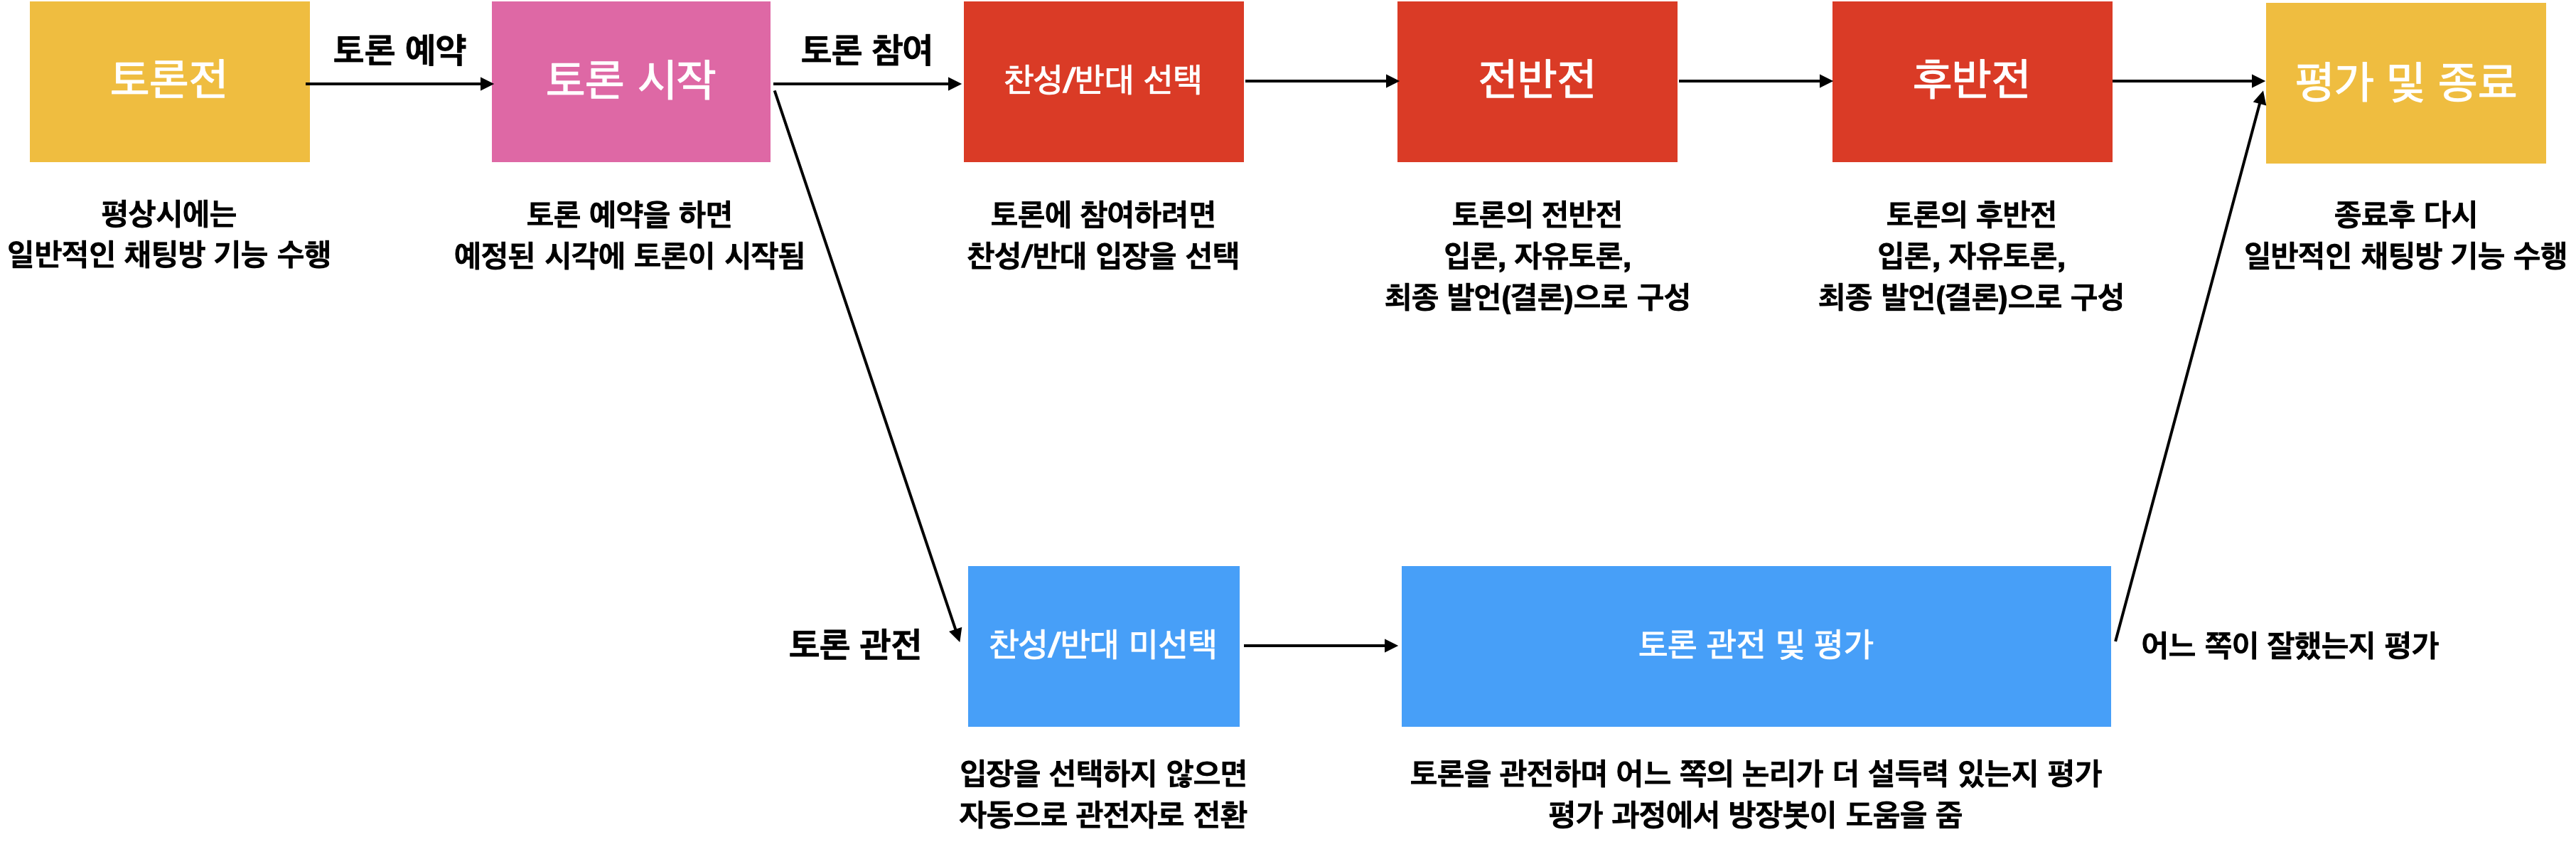 토론전
토론 예약
토론 시작
토론 참여
찬성/반대 선택
전반전
후반전
평가 및 종료
평상시에는
일반적인 채팅방 기능 수행
토론 예약을 하면
예정된 시각에 토론이 시작됨
토론에 참여하려면
찬성/반대 입장을 선택
토론의 전반전
입론, 자유토론,
최종 발언(결론)으로 구성
토론의 후반전
입론, 자유토론,
최종 발언(결론)으로 구성
종료후 다시
일반적인 채팅방 기능 수행
토론 관전
찬성/반대 미선택
토론 관전 및 평가
어느 쪽이 잘했는지 평가
입장을 선택하지 않으면
자동으로 관전자로 전환
토론을 관전하며 어느 쪽의 논리가 더 설득력 있는지 평가
평가 과정에서 방장봇이 도움을 줌